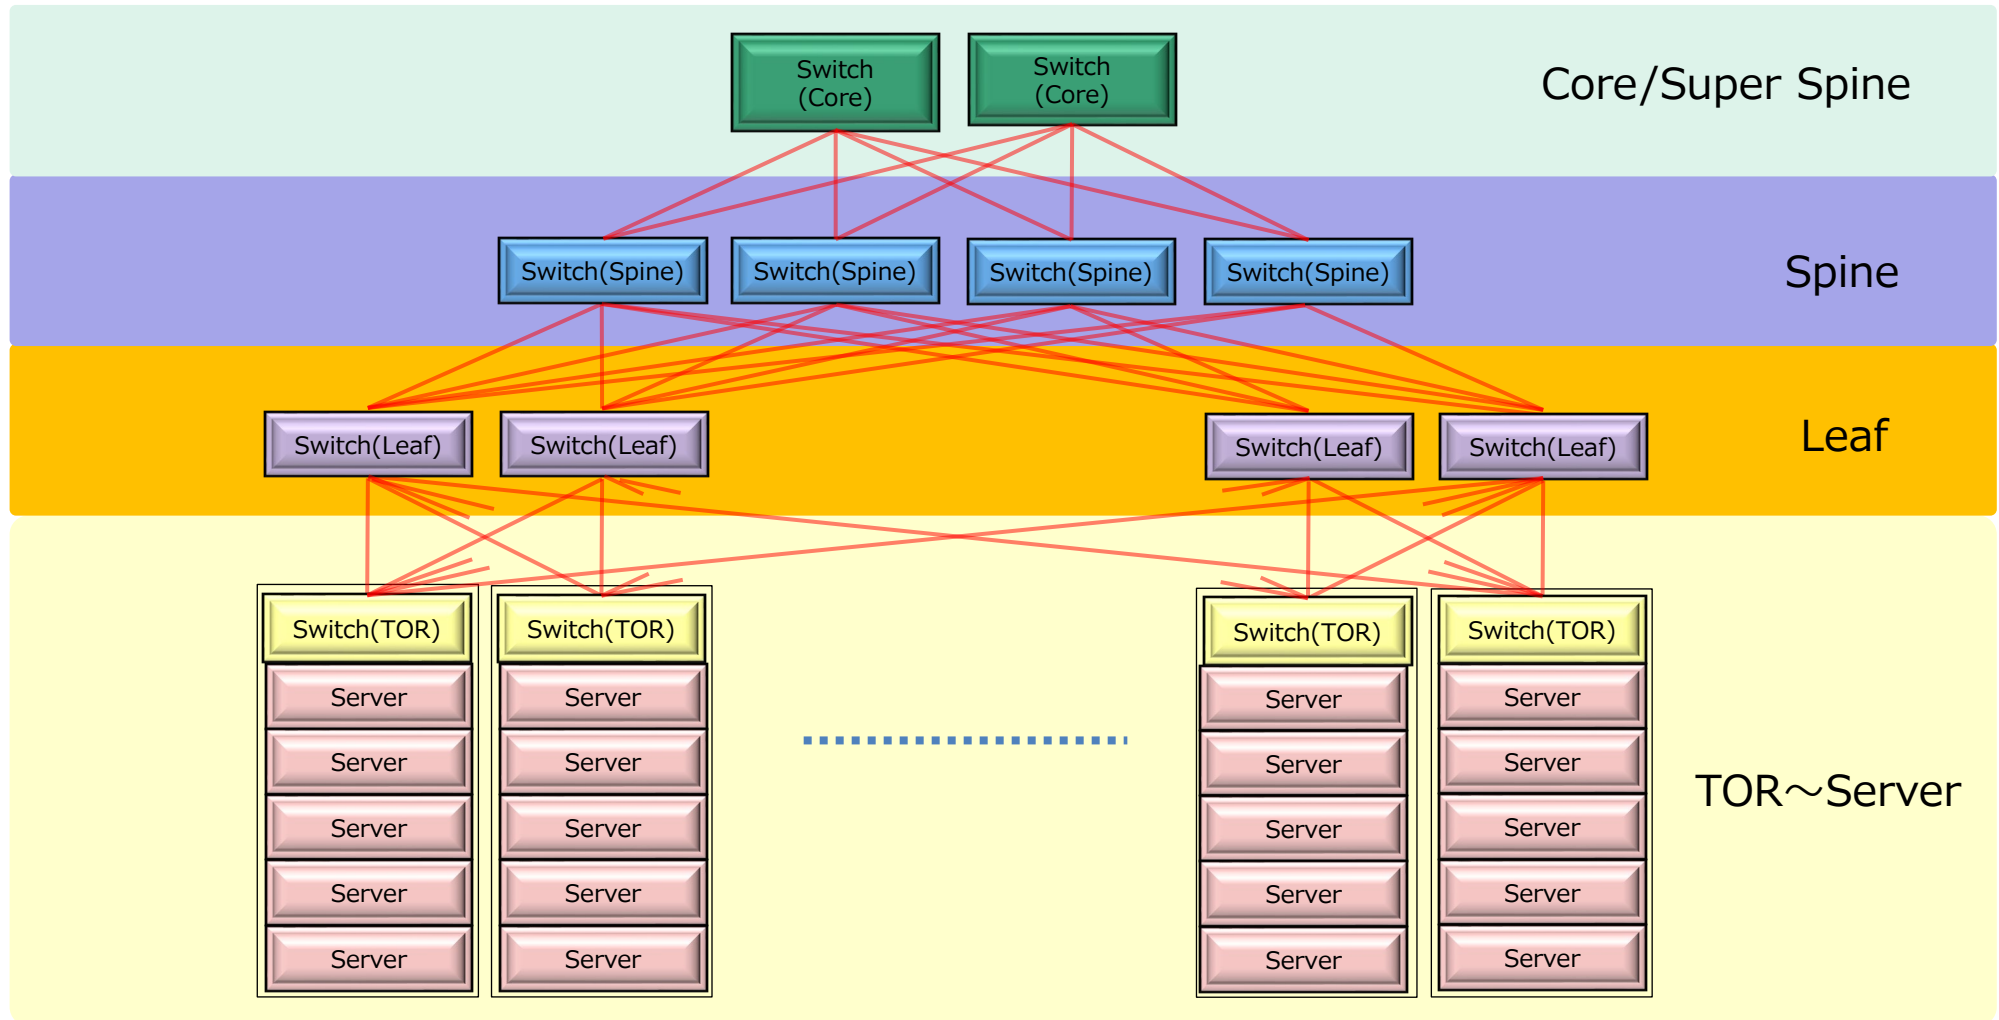 Switch
(Core)
Switch
(Core)
Core/Super Spine
Switch(Spine)
Switch(Spine)
Switch(Spine)
Switch(Spine)
Spine
Switch(Leaf)
Switch(Leaf)
Switch(Leaf)
Switch(Leaf)
Leaf
Switch(TOR)
Switch(TOR)
Switch(TOR)
Switch(TOR)
Server
Server
Server
Server
Server
Server
Server
Server
TOR～Server
Server
Server
Server
Server
Server
Server
Server
Server
Server
Server
Server
Server